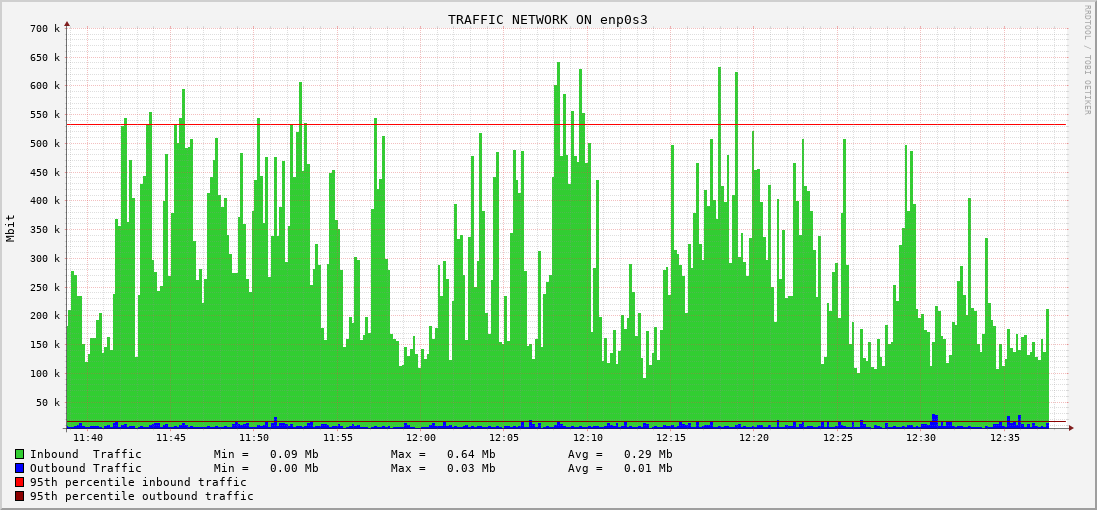 TRAFFIC NETWORK ON enp0s3
RRDTOOL / TOBI OETIKER
Mbit
700 k
650 k
600 k
550 k
500 k
450 k
400 k
350 k
300 k
250 k
200 k
150 k
100 k
50 k
11:40 11:45 11:50 11:55 12:00 12:05 12:10 12:15 12:20 12:25 12:30 12:35
Inbound Traffic Min = 0.09 Mb Max = 0.64 Mb Avg = 0.29 Mb
Outbound Traffic Min = 0.00 Mb Max = 0.03 Mb Avg = 0.01 Mb
95th percentile inbound traffic
95th percentile outbound traffic